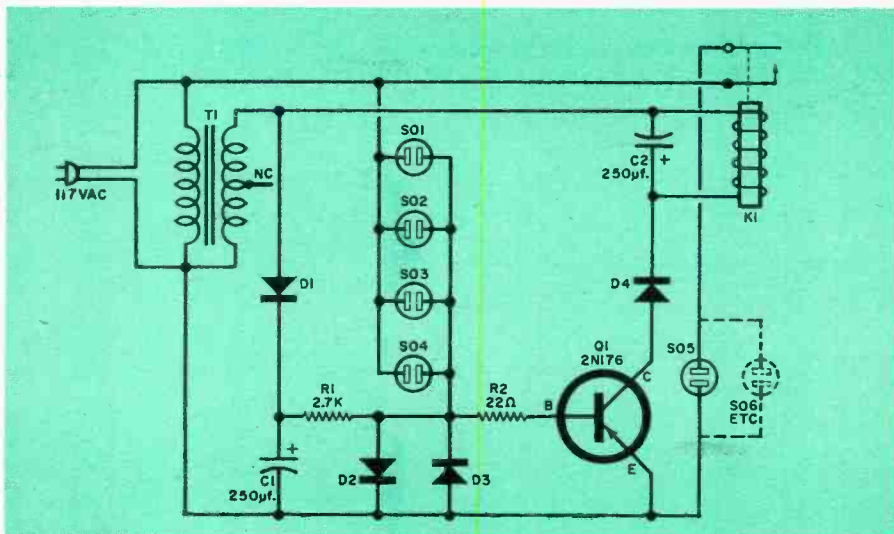 T1
NC
117VAC
SO1
SO2
SO3
SO4
D1
R1
2.7K
C1
250µf.
+
D2
D3
R2
22Ω
B
Q1
2N176
C
E
D4
C2
250µf.
+
K1
SO5
SO6
ETC